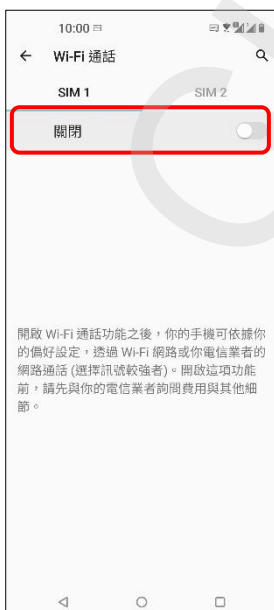 10:00
Wi-Fi 通話
SIM 1 SIM 2
關閉
開啟 Wi-Fi 通話功能之後，你的手機可依據你
的偏好設定，透過 Wi-Fi 網路或你電信業者的
網路通話 (選擇訊號較強者)。開啟這項功能
前，請先與你的電信業者詢問費用與其他細
節。